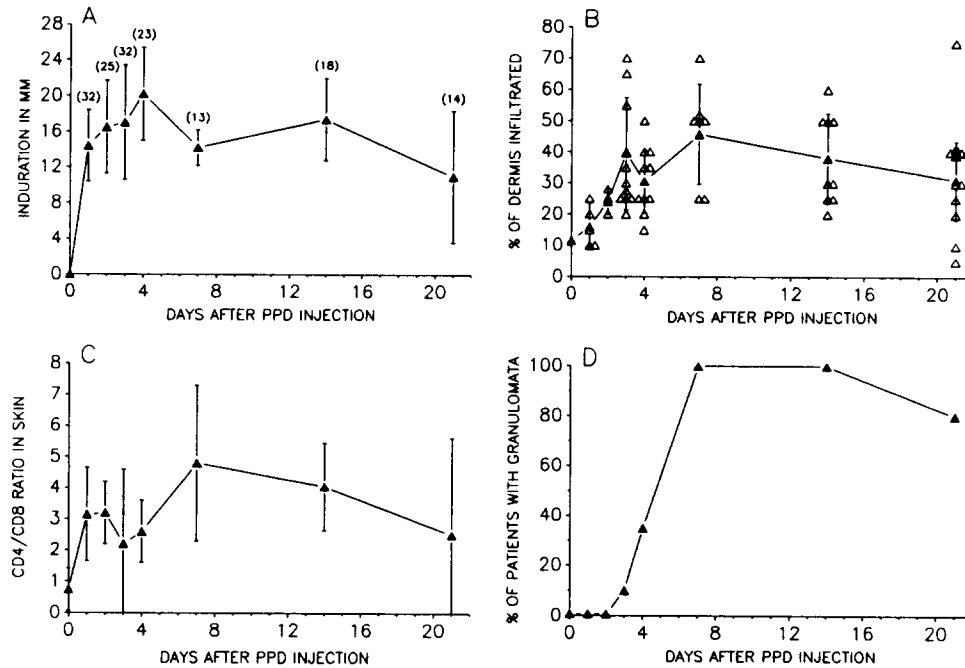 A
INDURATION IN MM
28
24
20
16
12
8
4
0
(32)
(25)
(32)
(23)
(13)
(18)
(14)
0 4 8 12 16 20
DAYS AFTER PPD INJECTION
B
% OF DERMIS INFILTRATED
80
70
60
50
40
30
20
10
0
0 4 8 12 16 20
DAYS AFTER PPD INJECTION
C
CD4/CD8 RATIO IN SKIN
8
7
6
5
4
3
2
1
0
0 4 8 12 16 20
DAYS AFTER PPD INJECTION
D
% OF PATIENTS WITH GRANULOMATA
100
80
60
40
20
0
0 4 8 12 16 20
DAYS AFTER PPD INJECTION